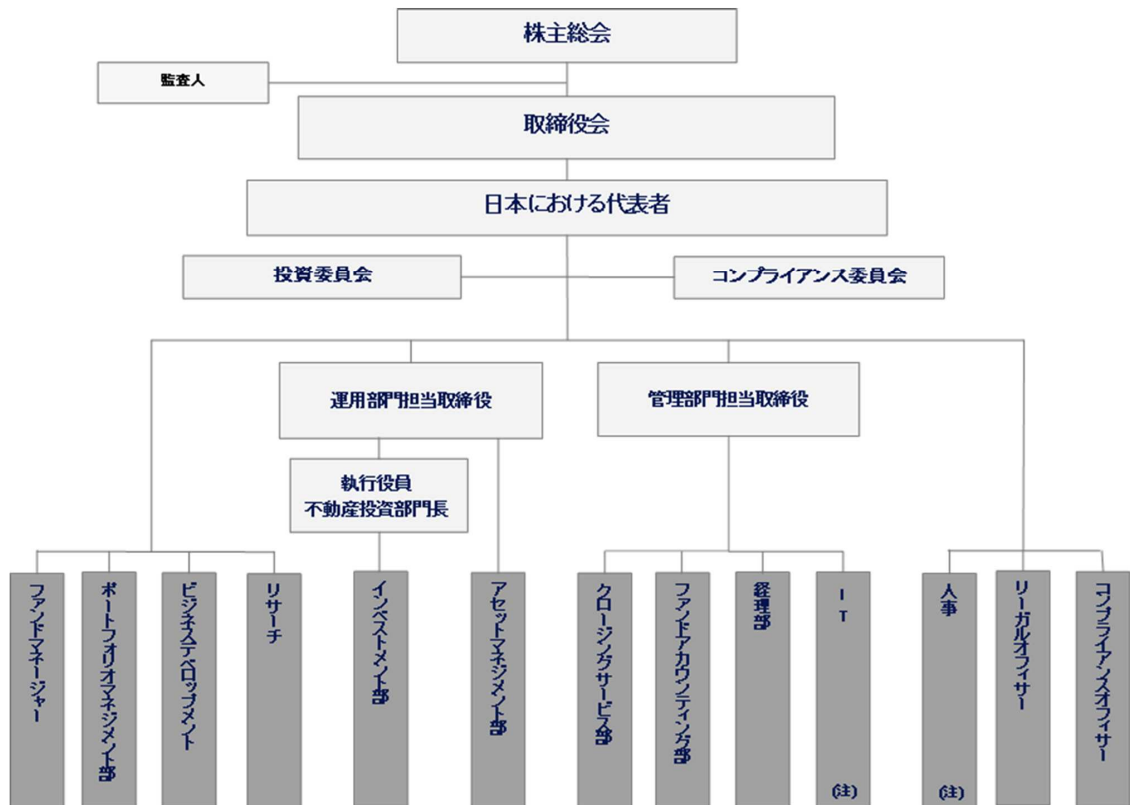 株主総会
監査人
取締役会
日本における代表者
投資委員会
コンプライアンス委員会
運用部門担当取締役
管理部門担当取締役
執行役員
不動産投資部門長
ファンドマネージャー
ポートフォリオマネジメント部
ビジネスデベロップメント
リサーチ
インベストメント部
アセットマネジメント部
クロージングサービス部
ファンドアカウンティング部
経理部
IT (注)
人事 (注)
リーガルオフィサー
コンプライアンスオフィサー